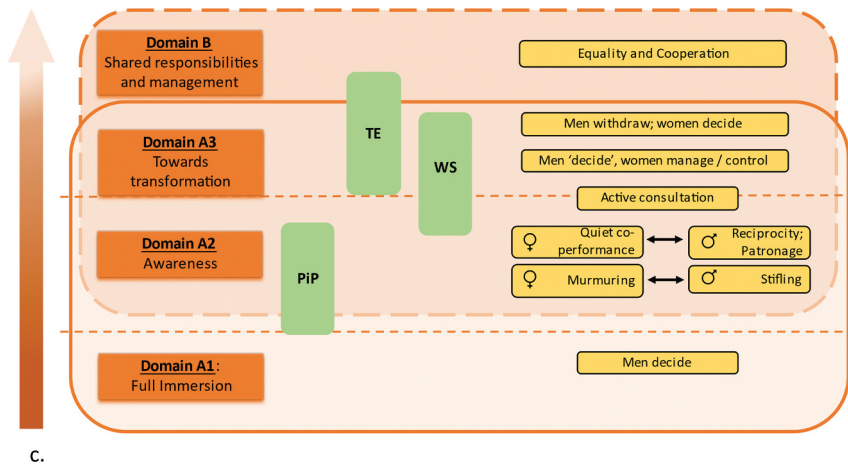 Domain B
Shared responsibilities
and management
Equality and Cooperation
TE
Domain A3
Towards
transformation
WS
Men withdraw; women decide
Men ‘decide’, women manage / control
Active consultation
Domain A2
Awareness
PiP
♀ Quiet co-
performance
♂ Reciprocity;
Patronage
♀ Murmuring
♂ Stifling
Domain A1:
Full Immersion
Men decide
c.